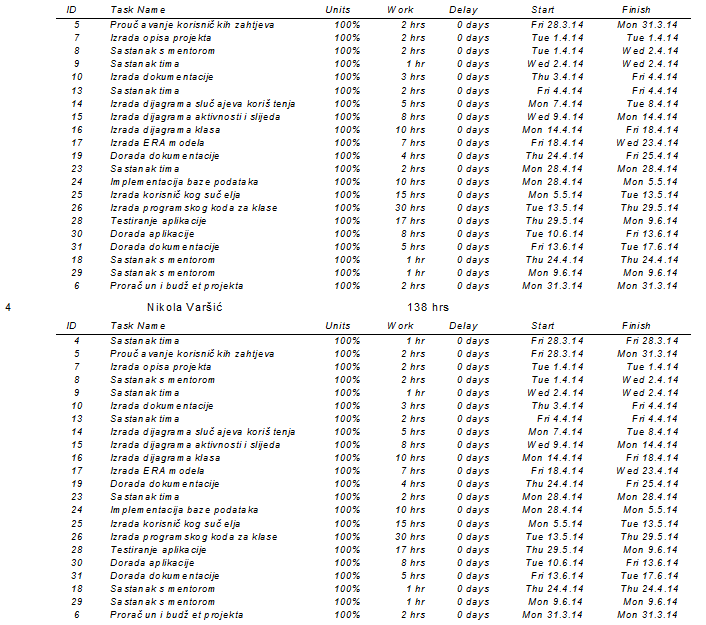 ID Task Name Units Work Delay Start Finish
5 Proučavanje korisničkih zahtjeva 100% 2 hrs 0 days Fri 28.3.14 Mon 31.3.14
7 Izrada opisa projekta 100% 2 hrs 0 days Tue 1.4.14 Tue 1.4.14
8 Sastanak s mentorom 100% 2 hrs 0 days Tue 1.4.14 Wed 2.4.14
9 Sastanak tima 100% 1 hr 0 days Wed 2.4.14 Wed 2.4.14
10 Izrada dokumentacije 100% 3 hrs 0 days Thu 3.4.14 Fri 4.4.14
13 Sastanak tima 100% 2 hrs 0 days Fri 4.4.14 Fri 4.4.14
14 Izrada dijagrama slučajeva korištenja 100% 5 hrs 0 days Mon 7.4.14 Tue 8.4.14
15 Izrada dijagrama aktivnosti i slijeda 100% 8 hrs 0 days Wed 9.4.14 Mon 14.4.14
16 Izrada dijagrama klasa 100% 10 hrs 0 days Mon 14.4.14 Fri 18.4.14
17 Izrada ERA modela 100% 7 hrs 0 days Fri 18.4.14 Wed 23.4.14
19 Dorada dokumentacije 100% 4 hrs 0 days Thu 24.4.14 Fri 25.4.14
23 Sastanak tima 100% 2 hrs 0 days Mon 28.4.14 Mon 28.4.14
24 Implementacija baze podataka 100% 10 hrs 0 days Mon 28.4.14 Mon 5.5.14
25 Izrada korisničkog sučelja 100% 15 hrs 0 days Mon 5.5.14 Tue 13.5.14
26 Izrada programskog koda za klase 100% 30 hrs 0 days Tue 13.5.14 Thu 29.5.14
28 Testiranje aplikacije 100% 17 hrs 0 days Thu 29.5.14 Mon 9.6.14
30 Dorada aplikacije 100% 8 hrs 0 days Tue 10.6.14 Fri 13.6.14
31 Dorada dokumentacije 100% 5 hrs 0 days Fri 13.6.14 Tue 17.6.14
18 Sastanak s mentorom 100% 1 hr 0 days Thu 24.4.14 Thu 24.4.14
29 Sastanak s mentorom 100% 1 hr 0 days Mon 9.6.14 Mon 9.6.14
6 Proračun i budžet projekta 100% 2 hrs 0 days Mon 31.3.14 Mon 31.3.14
4 Nikola Varšić 138 hrs
ID Task Name Units Work Delay Start Finish
4 Sastanak tima 100% 1 hr 0 days Fri 28.3.14 Fri 28.3.14
5 Proučavanje korisničkih zahtjeva 100% 2 hrs 0 days Fri 28.3.14 Mon 31.3.14
7 Izrada opisa projekta 100% 2 hrs 0 days Tue 1.4.14 Tue 1.4.14
8 Sastanak s mentorom 100% 2 hrs 0 days Tue 1.4.14 Wed 2.4.14
9 Sastanak tima 100% 1 hr 0 days Wed 2.4.14 Wed 2.4.14
10 Izrada dokumentacije 100% 3 hrs 0 days Thu 3.4.14 Fri 4.4.14
13 Sastanak tima 100% 2 hrs 0 days Fri 4.4.14 Fri 4.4.14
14 Izrada dijagrama slučajeva korištenja 100% 5 hrs 0 days Mon 7.4.14 Tue 8.4.14
15 Izrada dijagrama aktivnosti i slijeda 100% 8 hrs 0 days Wed 9.4.14 Mon 14.4.14
16 Izrada dijagrama klasa 100% 10 hrs 0 days Mon 14.4.14 Fri 18.4.14
17 Izrada ERA modela 100% 7 hrs 0 days Fri 18.4.14 Wed 23.4.14
19 Dorada dokumentacije 100% 4 hrs 0 days Thu 24.4.14 Fri 25.4.14
23 Sastanak tima 100% 2 hrs 0 days Mon 28.4.14 Mon 28.4.14
24 Implementacija baze podataka 100% 10 hrs 0 days Mon 28.4.14 Mon 5.5.14
25 Izrada korisničkog sučelja 100% 15 hrs 0 days Mon 5.5.14 Tue 13.5.14
26 Izrada programskog koda za klase 100% 30 hrs 0 days Tue 13.5.14 Thu 29.5.14
28 Testiranje aplikacije 100% 17 hrs 0 days Thu 29.5.14 Mon 9.6.14
30 Dorada aplikacije 100% 8 hrs 0 days Tue 10.6.14 Fri 13.6.14
31 Dorada dokumentacije 100% 5 hrs 0 days Fri 13.6.14 Tue 17.6.14
18 Sastanak s mentorom 100% 1 hr 0 days Thu 24.4.14 Thu 24.4.14
29 Sastanak s mentorom 100% 1 hr 0 days Mon 9.6.14 Mon 9.6.14
6 Proračun i budžet projekta 100% 2 hrs 0 days Mon 31.3.14 Mon 31.3.14